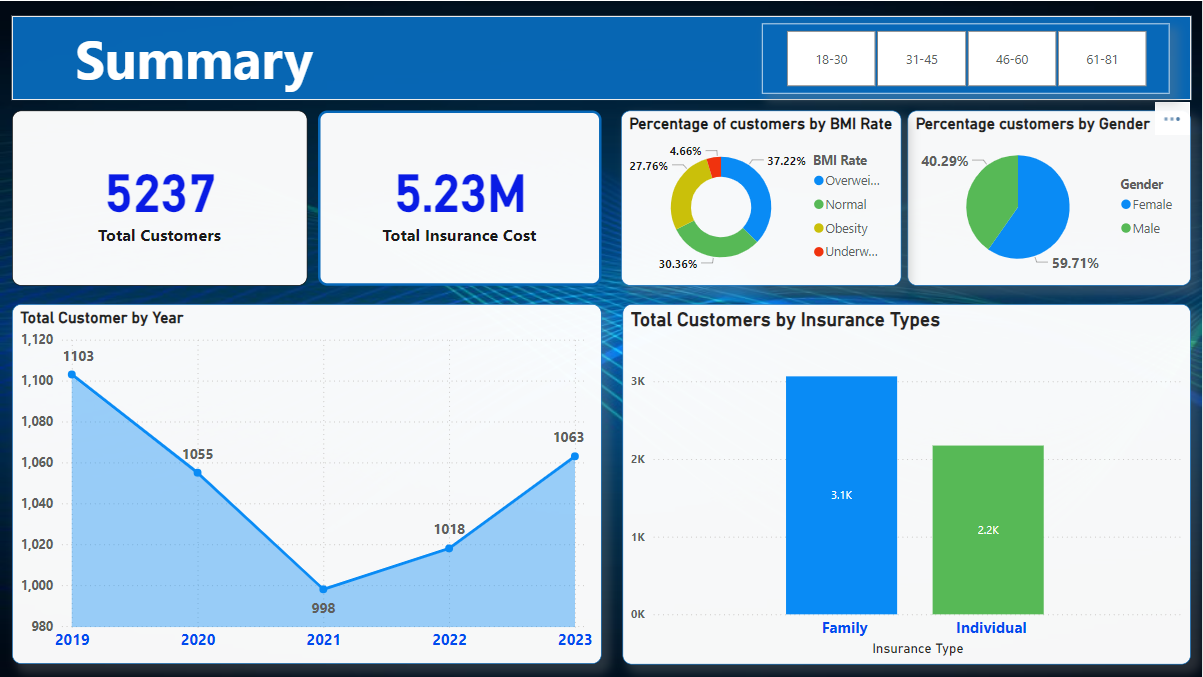 Summary
18-30
31-45
46-60
61-81
5237
Total Customers
5.23M
Total Insurance Cost
Percentage of customers by BMI Rate
4.66%
27.76%
37.22%
30.36%
BMI Rate
Overwei...
Normal
Obesity
Underw...
Percentage customers by Gender
40.29%
59.71%
Gender
Female
Male
Total Customer by Year
1,120
1,100
1,080
1,060
1,040
1,020
1,000
980
1103
1055
998
1018
1063
2019
2020
2021
2022
2023
Total Customers by Insurance Types
3K
2K
1K
0K
3.1K
2.2K
Family
Individual
Insurance Type